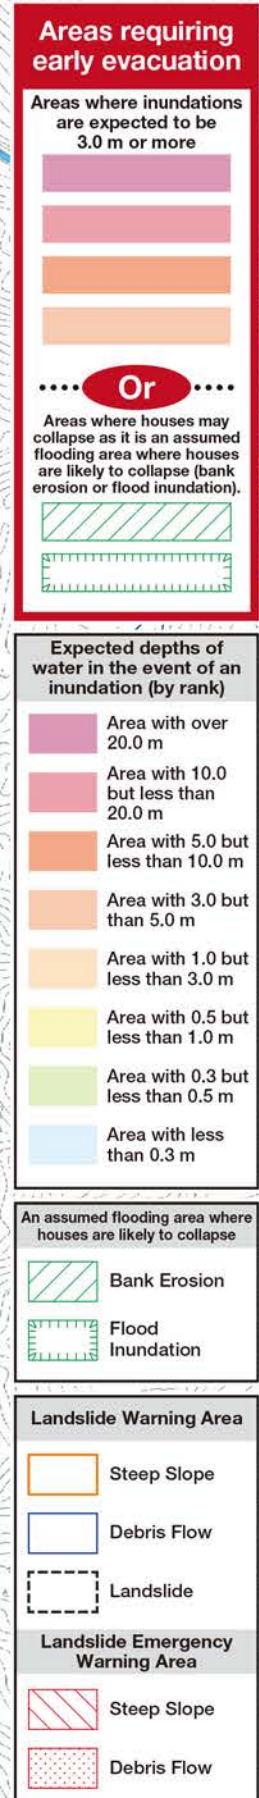 Areas requiring
early evacuation
Areas where inundations
are expected to be
3.0 m or more
Or
Areas where houses may
collapse as it is an assumed
flooding area where houses
are likely to collapse (bank
erosion or flood inundation).
Expected depths of
water in the event of an
inundation (by rank)
Area with over
20.0 m
Area with 10.0
but less than
20.0 m
Area with 5.0 but
less than 10.0 m
Area with 3.0 but
than 5.0 m
Area with 1.0 but
less than 3.0 m
Area with 0.5 but
less than 1.0 m
Area with 0.3 but
less than 0.5 m
Area with less
than 0.3 m
An assumed flooding area where
houses are likely to collapse
Bank Erosion
Flood
Inundation
Landslide Warning Area
Steep Slope
Debris Flow
Landslide
Landslide Emergency
Warning Area
Steep Slope
Debris Flow